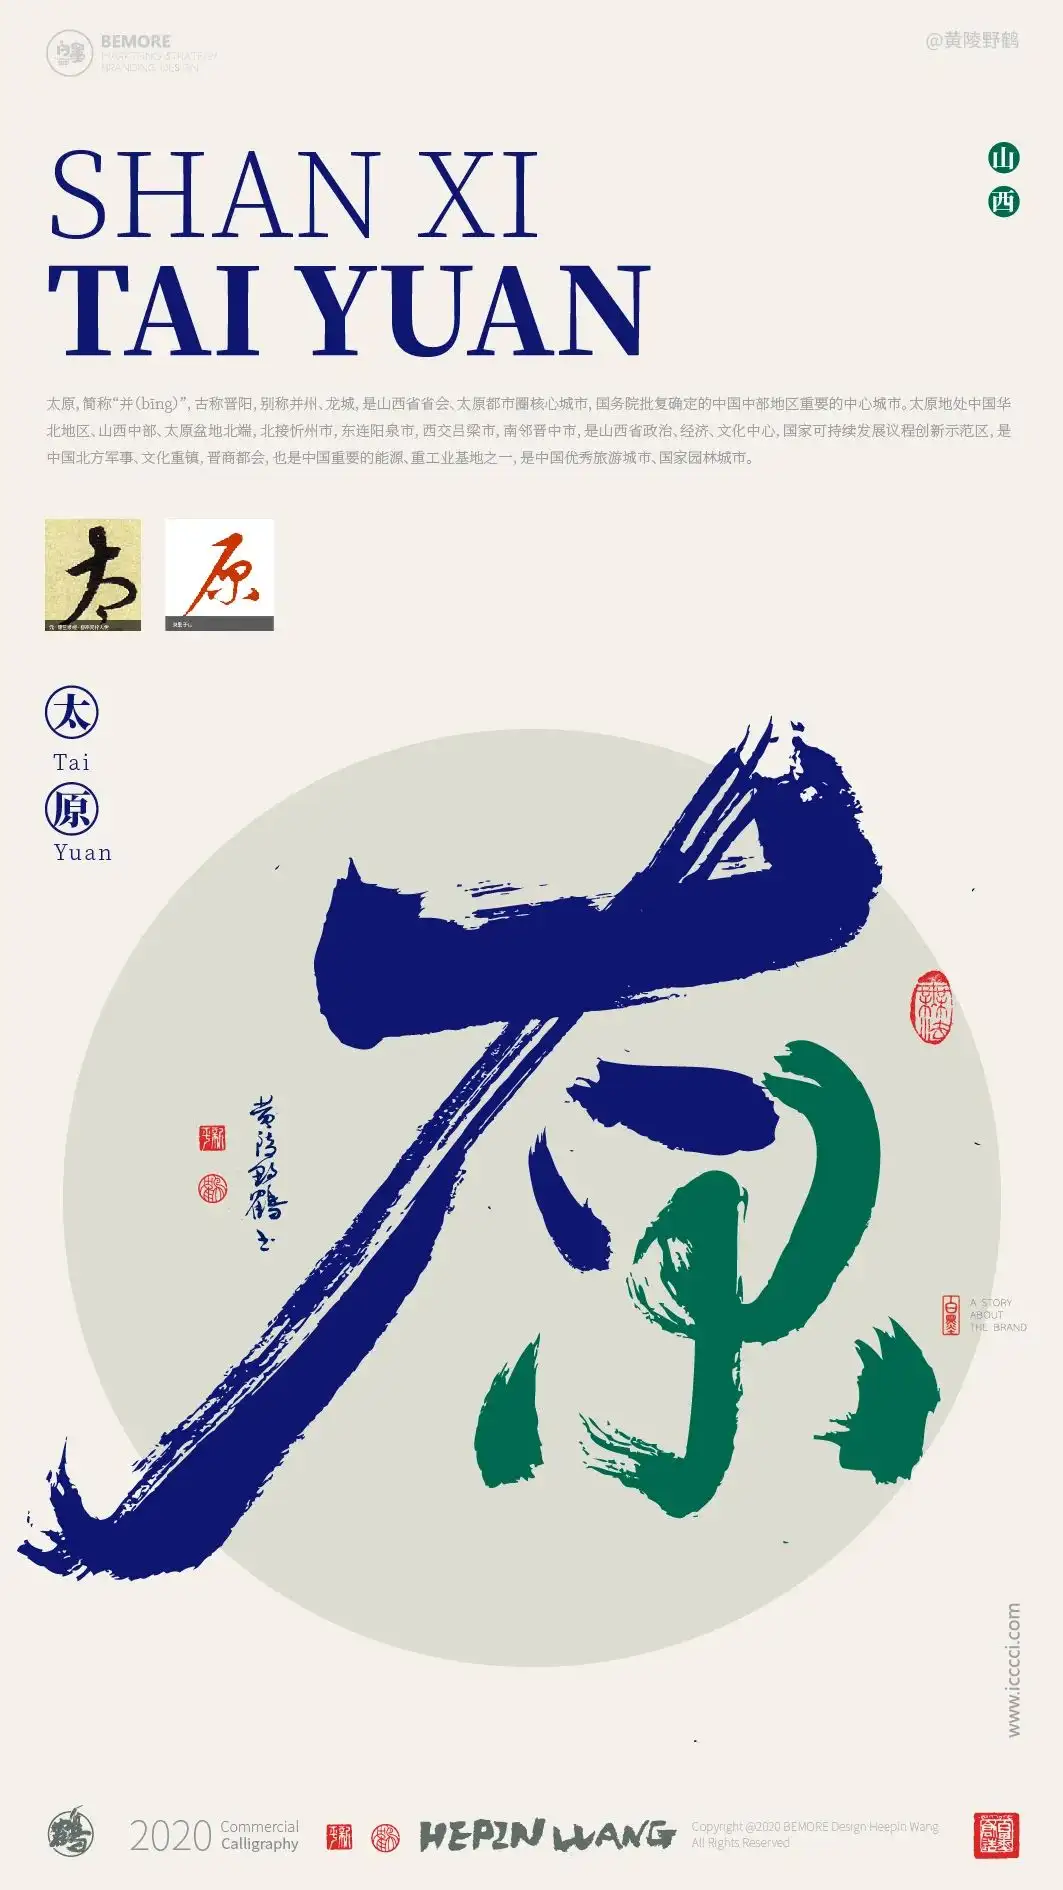 BEMORE
MARKETING STRATEGY
BRANDING DESIGN
@黄陵野鹤
SHAN XI
TAI YUAN
山
西
太原，简称“并(bīng)”，古称晋阳，别称并州、龙城，是山西省省会、太原都市圈核心城市，国务院批复确定的中国中部地区重要的中心城市。太原地处中国华
北地区、山西中部、太原盆地北端，北接忻州市，东连阳泉市，西交吕梁市，南邻晋中市，是山西省政治、经济、文化中心，国家可持续发展议程创新示范区，是
中国北方军事、文化重镇，晋商都会，也是中国重要的能源、重工业基地之一，是中国优秀旅游城市、国家园林城市。
太
原
太
Tai
原
Yuan
太原
黄陵野鹤书
A STORY
ABOUT
THE BRAND
www.icccci.com
鹤
2020
Commercial
Calligraphy
HEPIN WANG
Copyright @2020 BEMORE Design Heepin Wang
All Rights Reserved